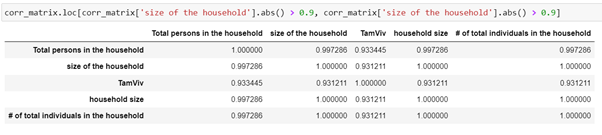 corr_matrix.loc[corr_matrix['size of the household'].abs() > 0.9, corr_matrix['size of the household'].abs() > 0.9]
Total persons in the household size of the household TamViv household size # of total individuals in the household
Total persons in the household 1.000000 0.997286 0.933445 0.997286 0.997286
size of the household 0.997286 1.000000 0.931211 1.000000 1.000000
TamViv 0.933445 0.931211 1.000000 0.931211 0.931211
household size 0.997286 1.000000 0.931211 1.000000 1.000000
# of total individuals in the household 0.997286 1.000000 0.931211 1.000000 1.000000